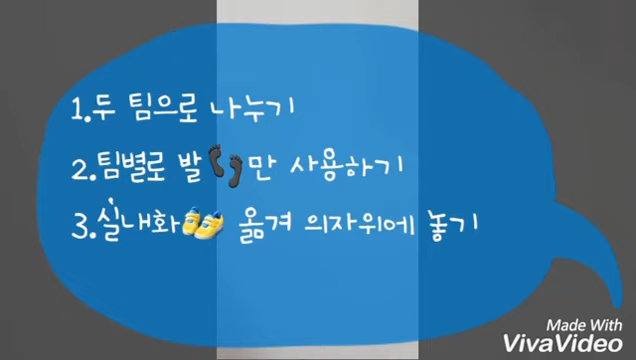 1.두 팀으로 나누기
2.팀별로 발👣만 사용하기
3.실내화👟 옮겨 의자위에 놓기
Made With
VivaVideo